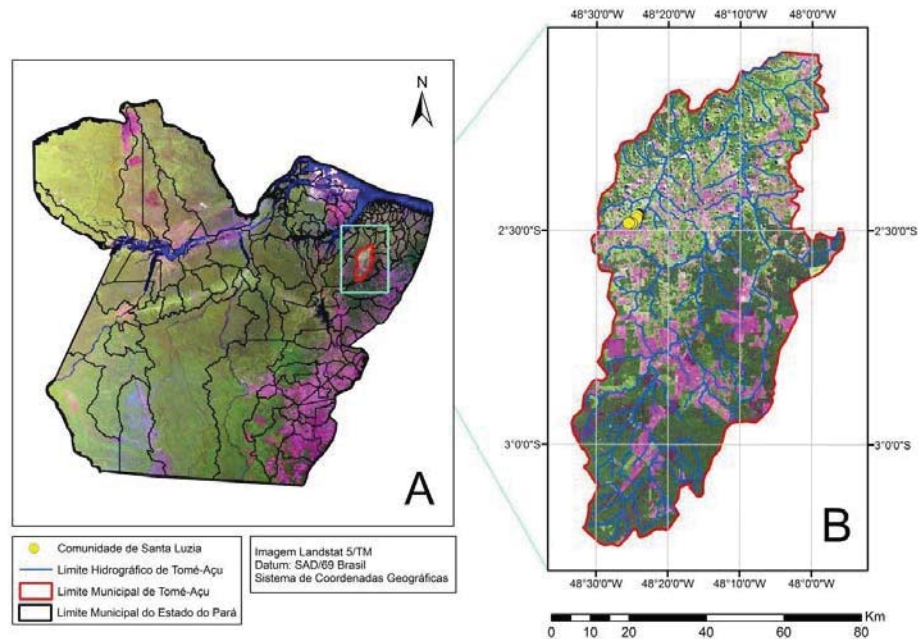 48°30'0"W 48°20'0"W 48°10'0"W 48°0'0"W
N
2°30'0"S 2°30'0"S
3°0'0"S 3°0'0"S
A
B
48°30'0"W 48°20'0"W 48°10'0"W 48°0'0"W
Comunidade de Santa Luzia
Limite Hidrográfico de Tomé-Açu
Limite Municipal de Tomé-Açu
Limite Municipal do Estado do Pará
Imagem Landstat 5/TM
Datum: SAD/69 Brasil
Sistema de Coordenadas Geográficas
Km
0 10 20 40 60 80